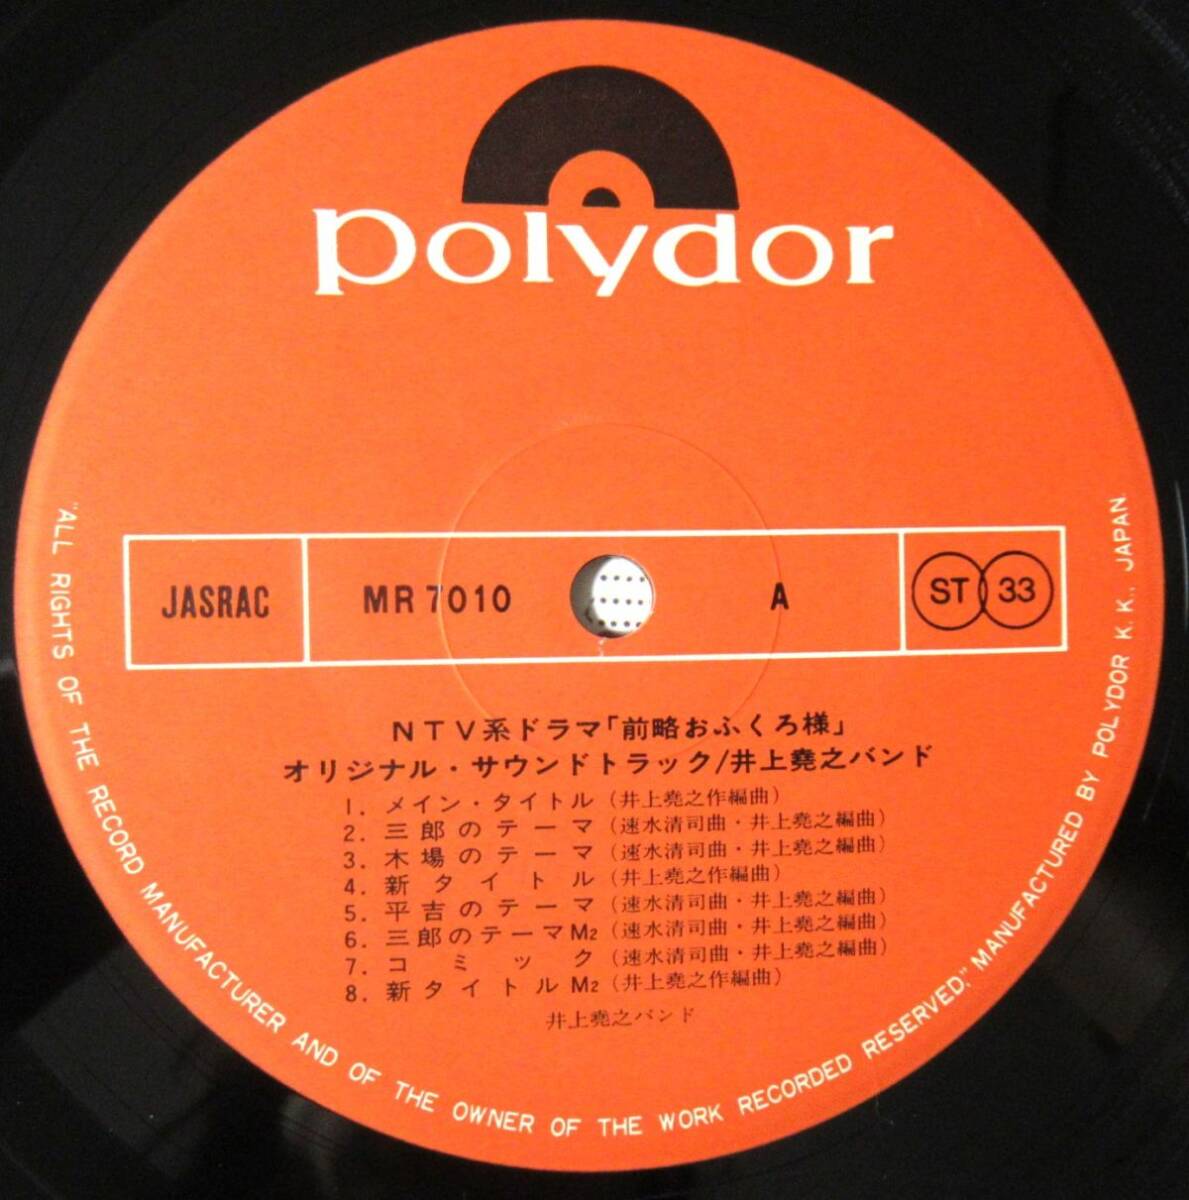 polydor
JASRAC
MR 7010
A
ST 33
NTV系ドラマ「前略おふくろ様」
オリジナル・サウンドトラック/井上堯之バンド
1. メイン・タイトル (井上堯之作編曲)
2. 三郎のテーマ (速水清司曲・井上堯之編曲)
3. 木場のテーマ (速水清司曲・井上堯之編曲)
4. 新タイトル (井上堯之作編曲)
5. 平吉のテーマ (速水清司曲・井上堯之編曲)
6. 三郎のテーマM2 (速水清司曲・井上堯之編曲)
7. コミック (速水清司曲・井上堯之編曲)
8. 新タイトルM2 (井上堯之作編曲)
井上堯之バンド
"ALL RIGHTS OF THE RECORD MANUFACTURER AND OF THE OWNER OF THE WORK RECORDED RESERVED," MANUFACTURED BY POLYDOR K. K., JAPAN